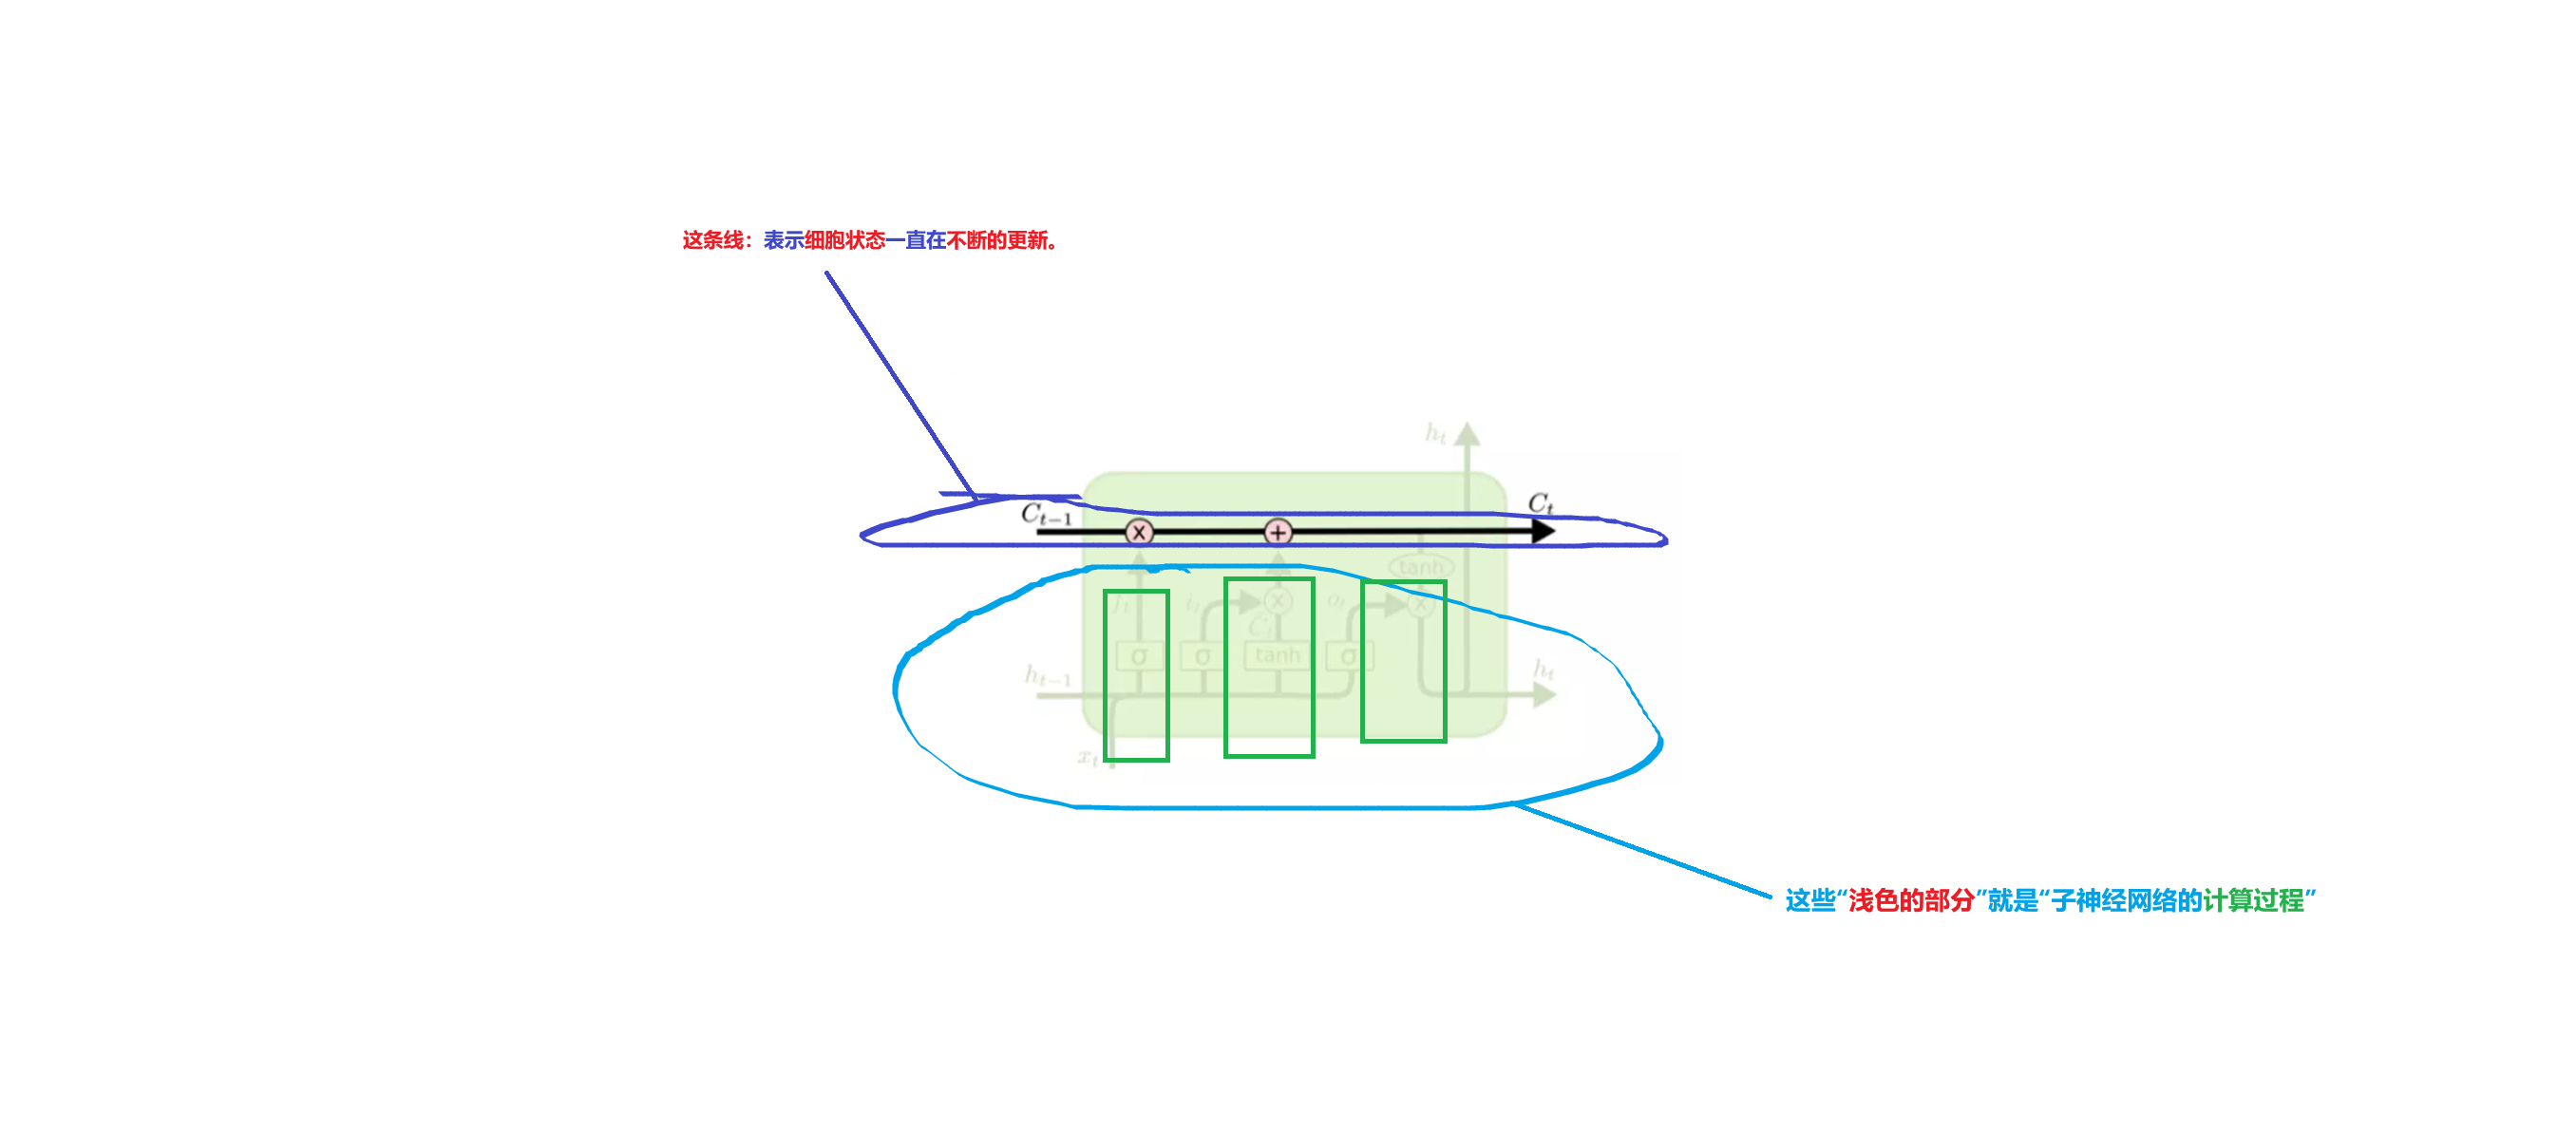 这条线：表示细胞状态一直在不断的更新。
h_t
C_{t-1}
C_t
x
+
tanh
f_t
i_t
x
o_t
x
C̃_t
σ
σ
tanh
σ
h_{t-1}
h_t
x_t
这些“浅色的部分”就是“子神经网络的计算过程”